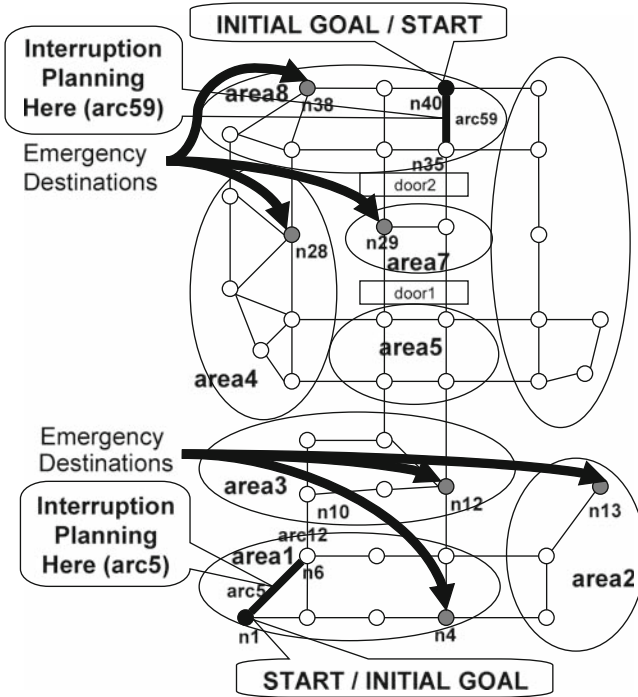 INITIAL GOAL / START
Interruption
Planning
Here (arc59)
area8
n38
n40
arc59
Emergency
Destinations
n35
door2
n28
n29
area7
door1
area5
area4
Emergency
Destinations
area3
n10
n12
n13
Interruption
Planning
Here (arc5)
arc12
area1
n6
area2
arc5
n1
n4
START / INITIAL GOAL